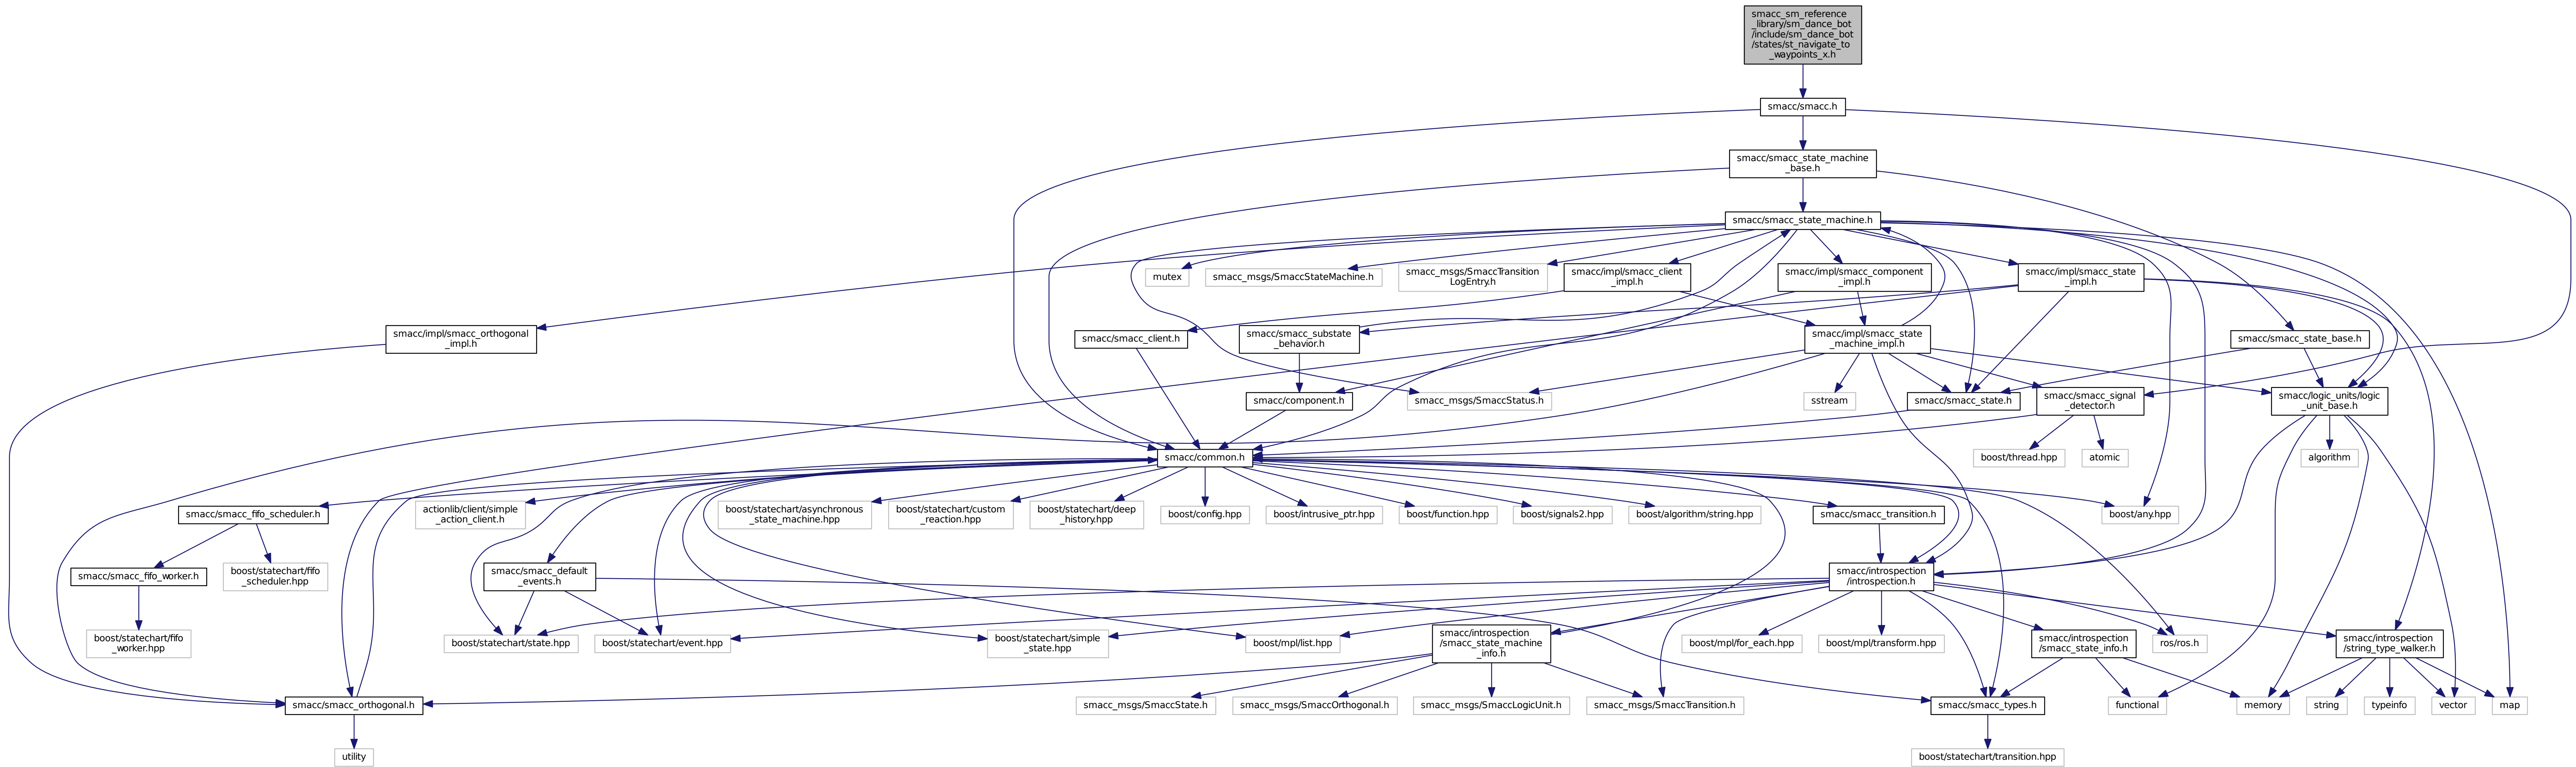 smacc_sm_reference
_library/sm_dance_bot
/include/sm_dance_bot
/states/st_navigate_to
_waypoints_x.h
smacc/smacc.h
smacc/smacc_state_machine
_base.h
smacc/smacc_state_machine.h
mutex
smacc_msgs/SmaccStateMachine.h
smacc_msgs/SmaccTransition
LogEntry.h
smacc/impl/smacc_client
_impl.h
smacc/impl/smacc_component
_impl.h
smacc/impl/smacc_state
_impl.h
smacc/impl/smacc_orthogonal
_impl.h
smacc/smacc_client.h
smacc/smacc_substate
_behavior.h
smacc/impl/smacc_state
_machine_impl.h
smacc/smacc_state_base.h
smacc/component.h
smacc_msgs/SmaccStatus.h
sstream
smacc/smacc_state.h
smacc/smacc_signal
_detector.h
smacc/logic_units/logic
_unit_base.h
smacc/common.h
boost/thread.hpp
atomic
algorithm
smacc/smacc_fifo_scheduler.h
actionlib/client/simple
_action_client.h
boost/statechart/asynchronous
_state_machine.hpp
boost/statechart/custom
_reaction.hpp
boost/statechart/deep
_history.hpp
boost/config.hpp
boost/intrusive_ptr.hpp
boost/function.hpp
boost/signals2.hpp
boost/algorithm/string.hpp
smacc/smacc_transition.h
boost/any.hpp
smacc/smacc_fifo_worker.h
boost/statechart/fifo
_scheduler.hpp
smacc/smacc_default
_events.h
smacc/introspection
/introspection.h
boost/statechart/fifo
_worker.hpp
boost/statechart/state.hpp
boost/statechart/event.hpp
boost/statechart/simple
_state.hpp
boost/mpl/list.hpp
smacc/introspection
/smacc_state_machine
_info.h
boost/mpl/for_each.hpp
boost/mpl/transform.hpp
smacc/introspection
/smacc_state_info.h
ros/ros.h
smacc/introspection
/string_type_walker.h
smacc/smacc_orthogonal.h
smacc_msgs/SmaccState.h
smacc_msgs/SmaccOrthogonal.h
smacc_msgs/SmaccLogicUnit.h
smacc_msgs/SmaccTransition.h
smacc/smacc_types.h
functional
memory
string
typeinfo
vector
map
utility
boost/statechart/transition.hpp